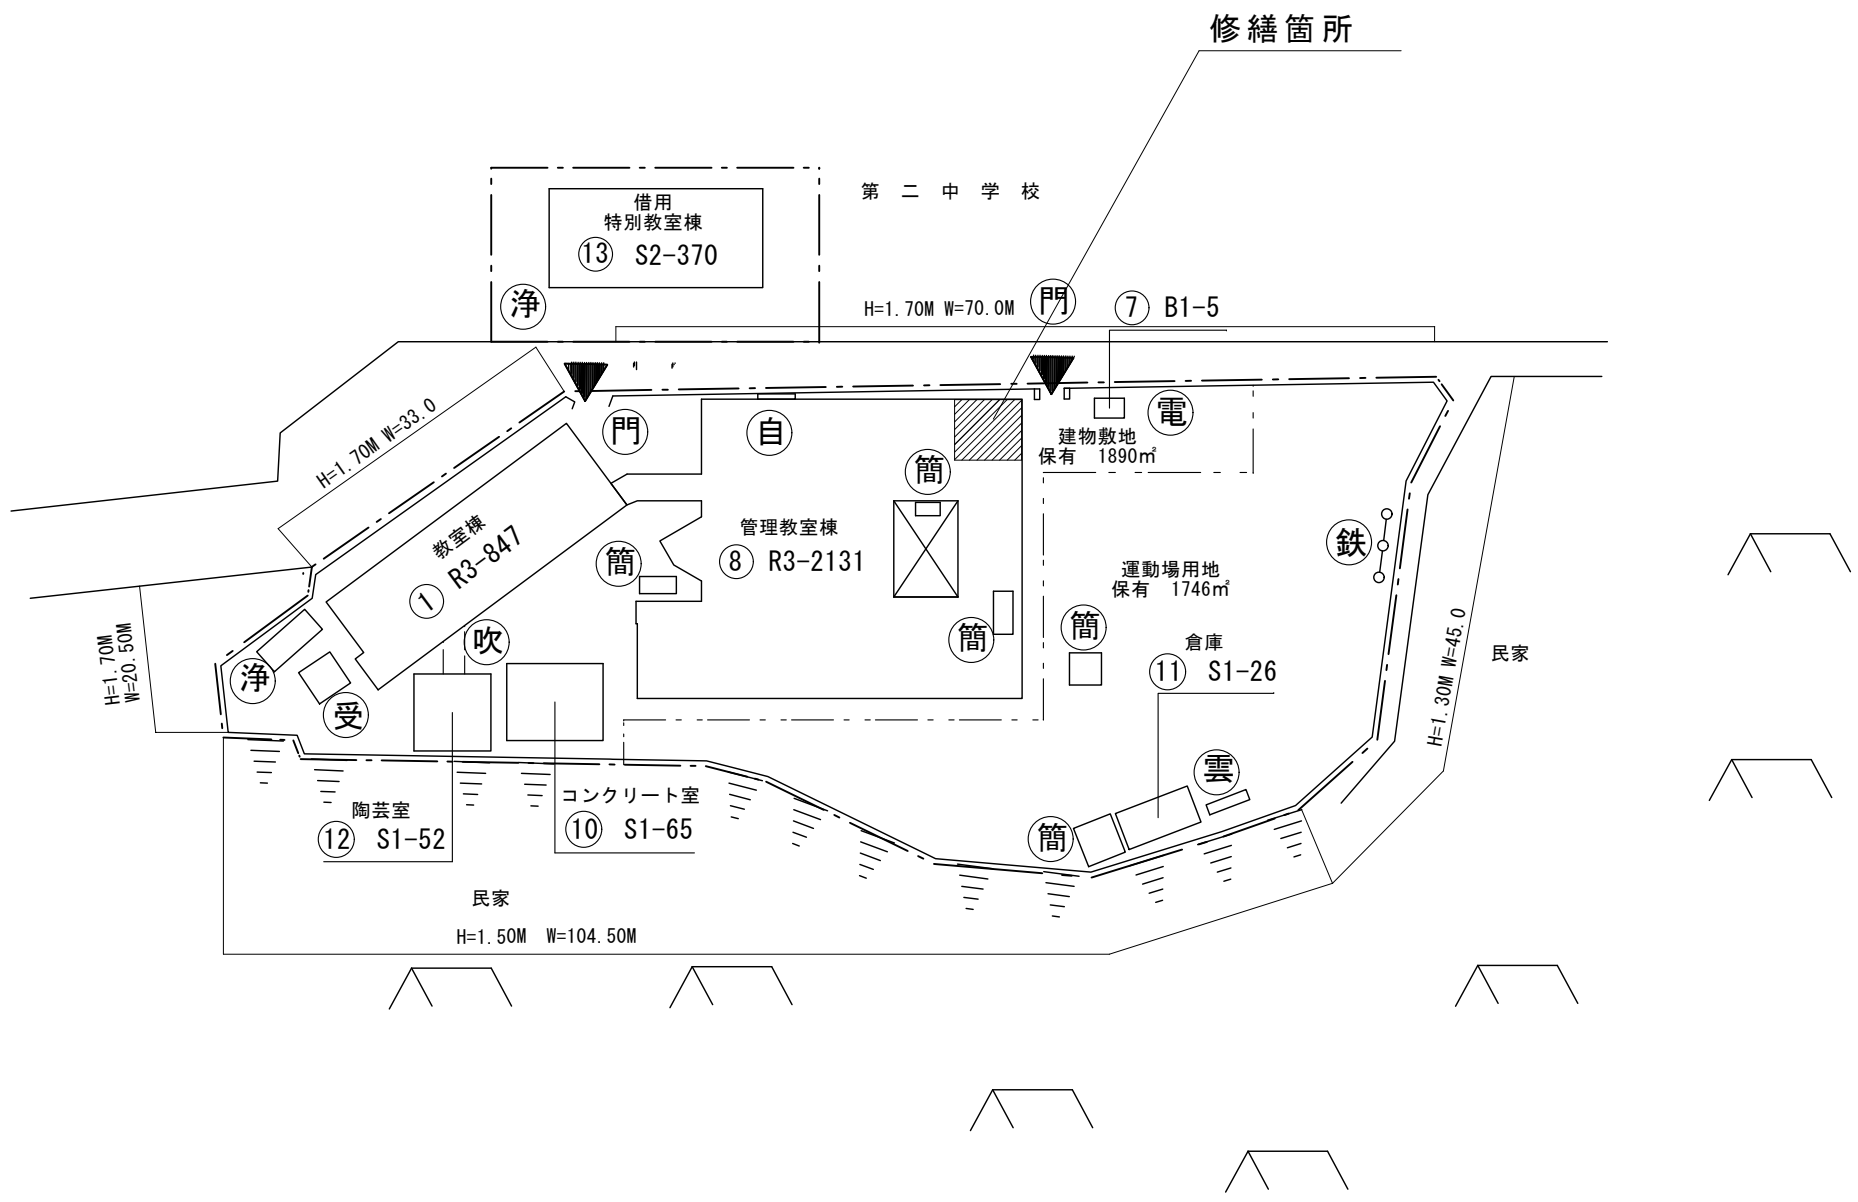 修繕箇所
第二中学校
借用
特別教室棟
⑬ S2-370
浄
H=1.70M W=70.0M
門
⑦ B1-5
H=1.70M W=33.0
門
自
電
建物敷地
保有 1890㎡
簡
教室棟
① R3-847
簡
管理教室棟
⑧ R3-2131
鉄
運動場用地
保有 1746㎡
H=1.70M
W=20.50M
浄
受
吹
簡
簡
倉庫
⑪ S1-26
H=1.30M W=45.0
民家
雲
陶芸室
⑫ S1-52
コンクリート室
⑩ S1-65
簡
民家
H=1.50M W=104.50M